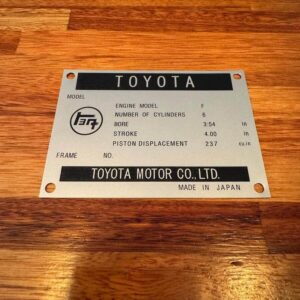 TOYOTA
MODEL
ENGINE MODEL F
NUMBER OF CYLINDERS 6
BORE 3:54 in
STROKE 4.00 in
PISTON DISPLACEMENT 237 cu.in
FRAME NO.
TOYOTA MOTOR CO., LTD.
MADE IN JAPAN